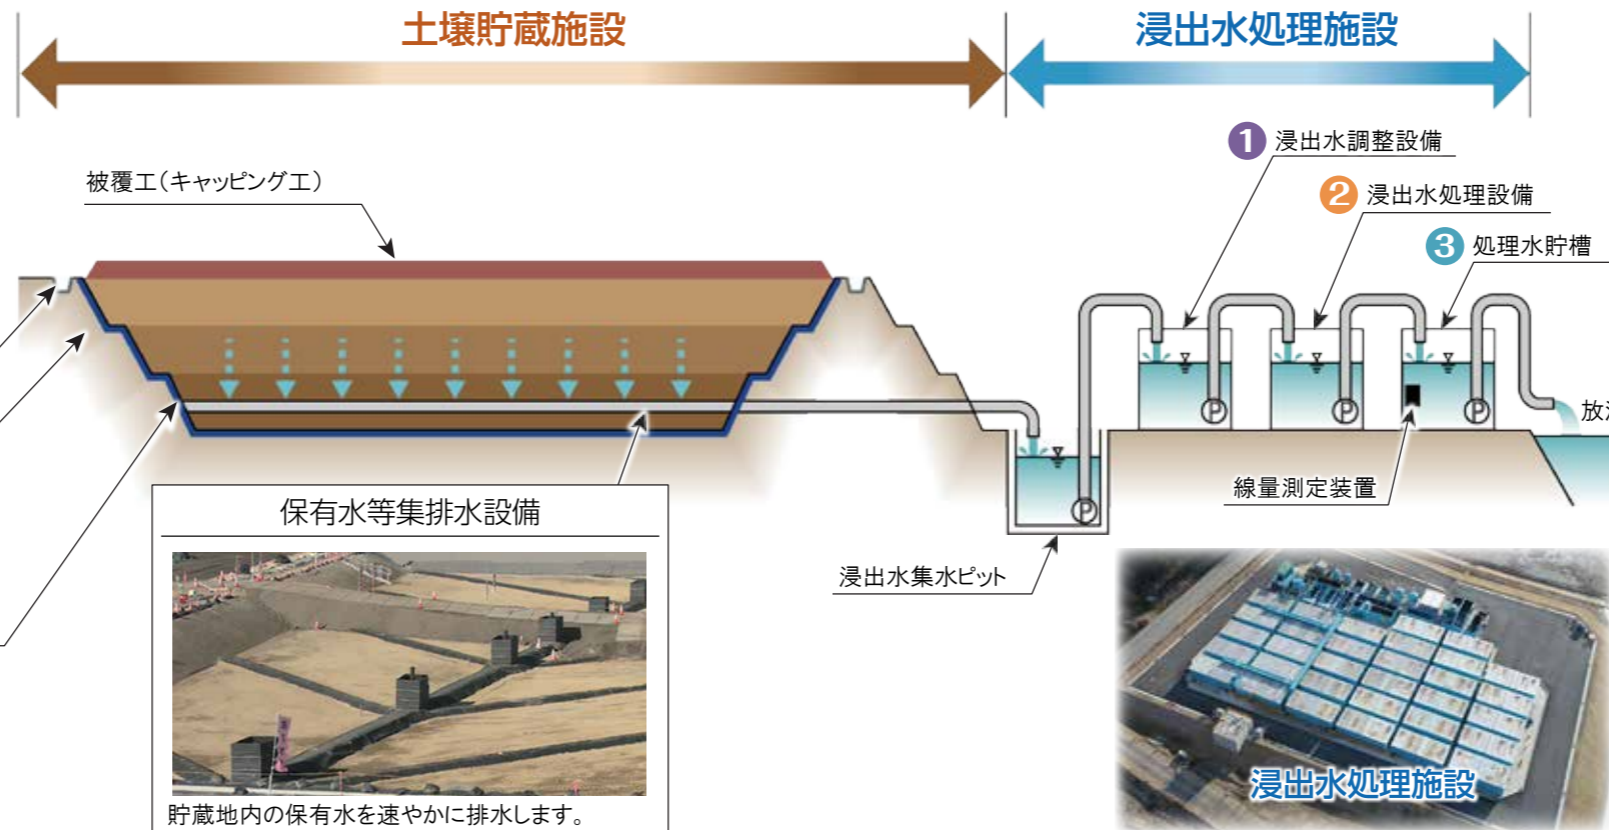 土壌貯蔵施設
浸出水処理施設
被覆工（キャッピング工）
1 浸出水調整設備
2 浸出水処理設備
3 処理水貯槽
P
P
P
放
線量測定装置
P
浸出水集水ピット
保有水等集排水設備
貯蔵地内の保有水を速やかに排水します。
浸出水処理施設